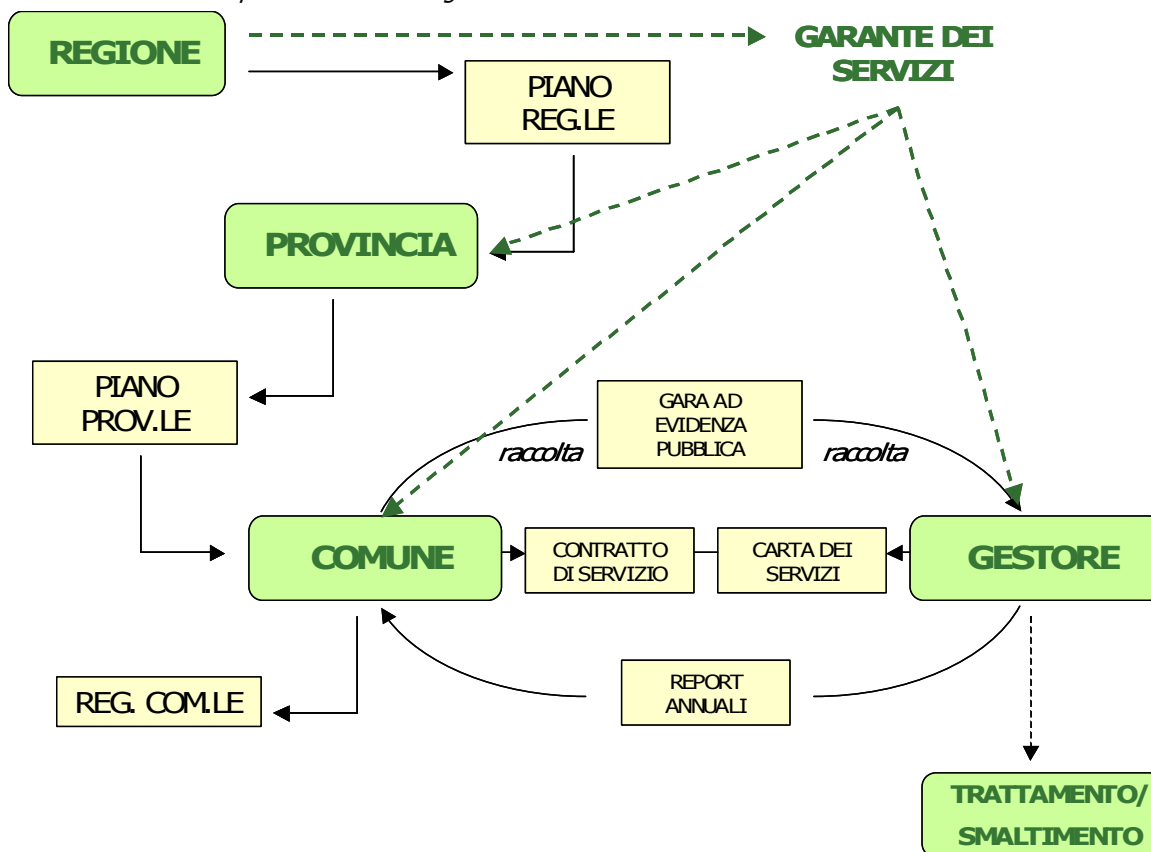 REGIONE
GARANTE DEI
SERVIZI
PIANO
REG.LE
PROVINCIA
PIANO
PROV.LE
GARA AD
EVIDENZA
PUBBLICA
raccolta
raccolta
COMUNE
CONTRATTO
DI SERVIZIO
CARTA DEI
SERVIZI
GESTORE
REG. COM.LE
REPORT
ANNUALI
TRATTAMENTO/
SMALTIMENTO